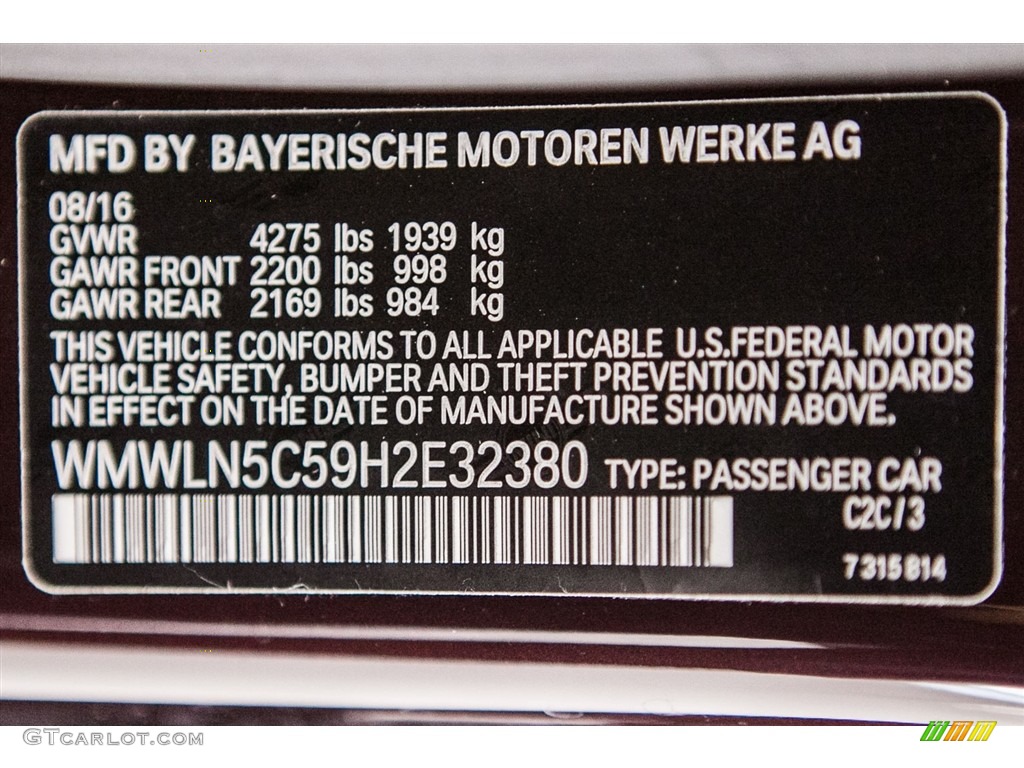 MFD BY BAYERISCHE MOTOREN WERKE AG
08/16
GVWR 4275 lbs 1939 kg
GAWR FRONT 2200 lbs 998 kg
GAWR REAR 2169 lbs 984 kg
THIS VEHICLE CONFORMS TO ALL APPLICABLE U.S.FEDERAL MOTOR
VEHICLE SAFETY, BUMPER AND THEFT PREVENTION STANDARDS
IN EFFECT ON THE DATE OF MANUFACTURE SHOWN ABOVE.
WMWLN5C59H2E32380 TYPE: PASSENGER CAR
C2C/3
7 315 814
GTCarLot.com